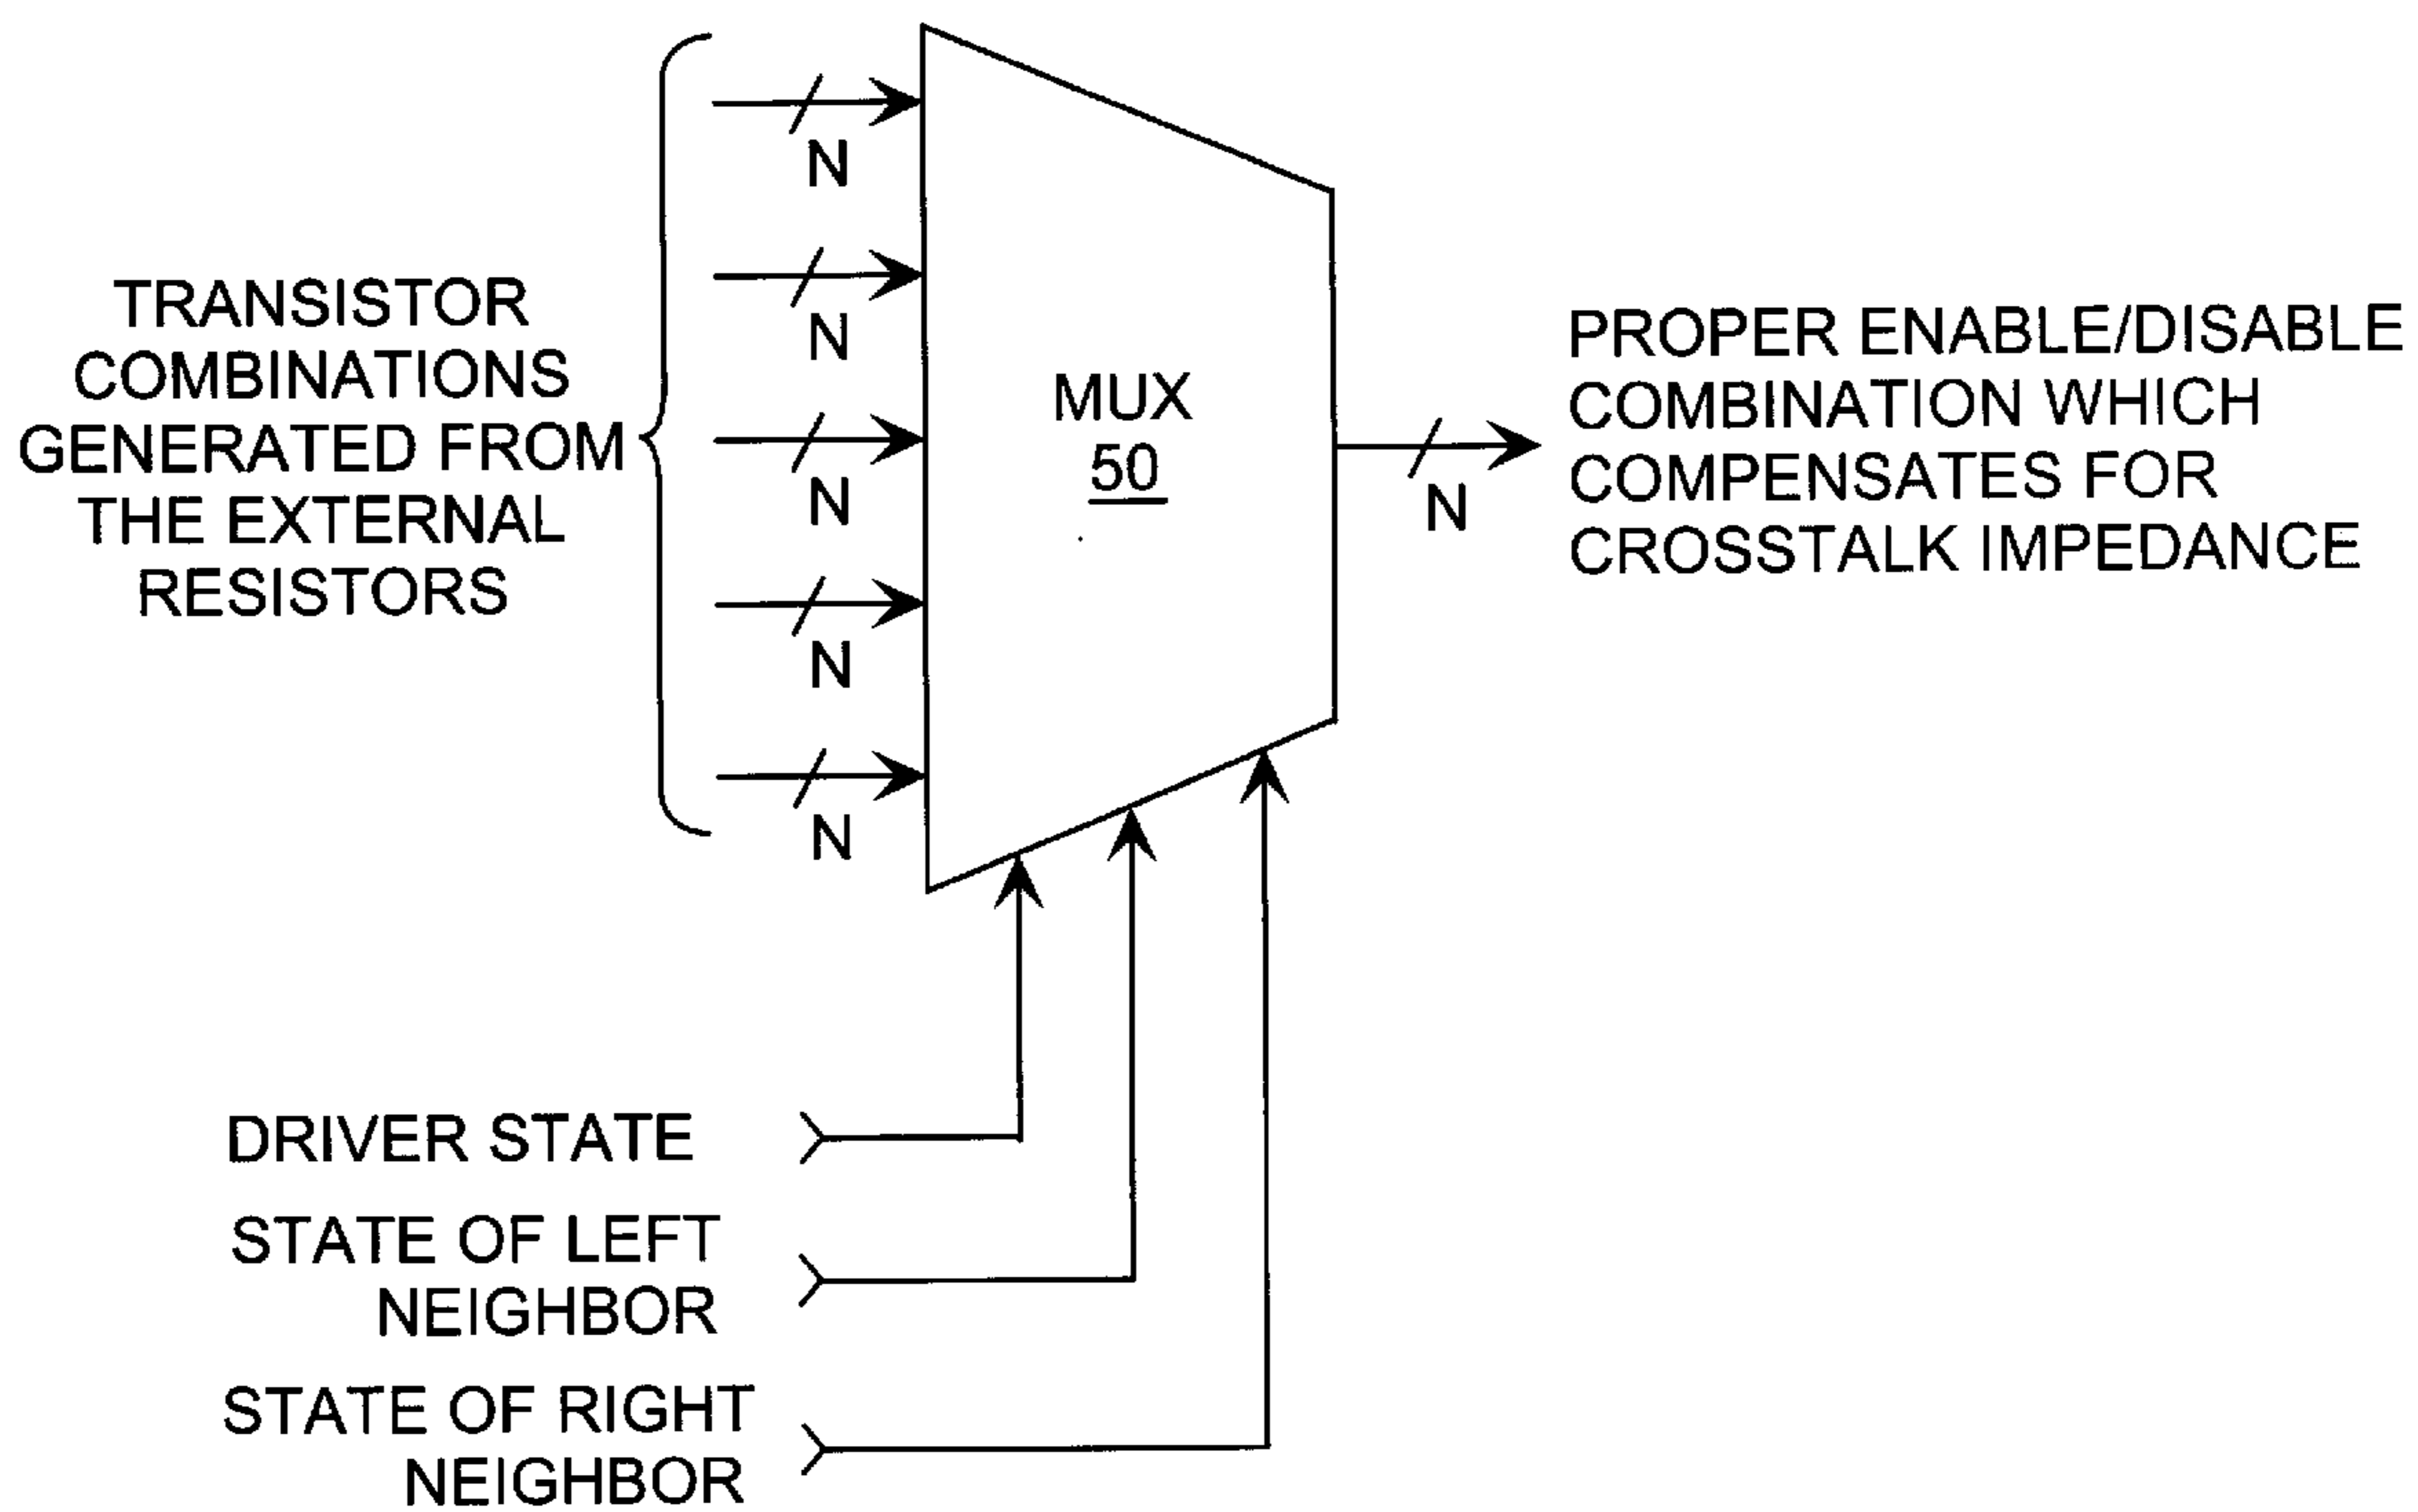 N
N
N
N
N
TRANSISTOR
COMBINATIONS
GENERATED FROM
THE EXTERNAL
RESISTORS
MUX
50
N
PROPER ENABLE/DISABLE
COMBINATION WHICH
COMPENSATES FOR
CROSSTALK IMPEDANCE
DRIVER STATE
STATE OF LEFT
NEIGHBOR
STATE OF RIGHT
NEIGHBOR